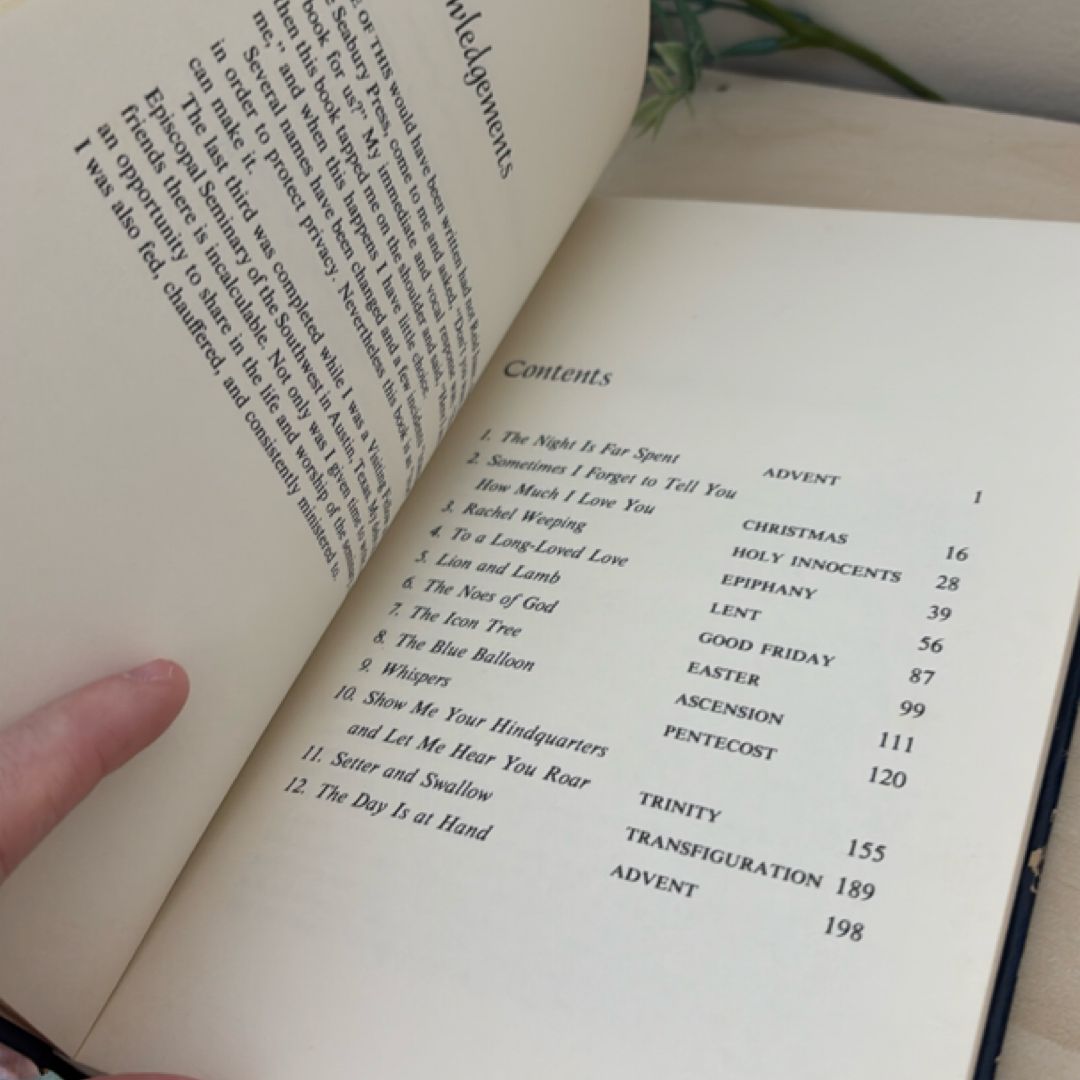 wledgements
E OF THIS would have been written had not
Seabury Press, come to me and asked, "Don't you
book for us?" My immediate and vocal response
then this book tapped me on the shoulder and said,
me," and when this happens I have little choice.
Several names have been changed and a few incidents
in order to protect privacy. Nevertheless this book is as
can make it.
The last third was completed while I was a Visiting
Episcopal Seminary of the Southwest in Austin, Texas. My
friends there is incalculable. Not only was I given time to
an opportunity to share in the life and worship of the
I was also fed, chauffered, and consistently ministered to.
Contents
1. The Night Is Far Spent ADVENT 1
2. Sometimes I Forget to Tell You
How Much I Love You CHRISTMAS 16
3. Rachel Weeping HOLY INNOCENTS 28
4. To a Long-Loved Love EPIPHANY 39
5. Lion and Lamb LENT 56
6. The Noes of God GOOD FRIDAY 87
7. The Icon Tree EASTER 99
8. The Blue Balloon ASCENSION 111
9. Whispers PENTECOST 120
10. Show Me Your Hindquarters
and Let Me Hear You Roar TRINITY 155
11. Setter and Swallow TRANSFIGURATION 189
12. The Day Is at Hand ADVENT 198